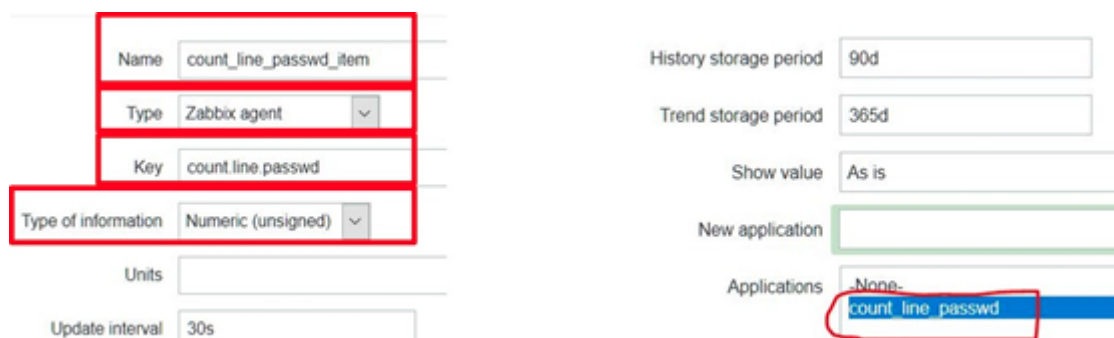 Name count_line_passwd_item
Type Zabbix agent
Key count.line.passwd
Type of information Numeric (unsigned)
Units
Update interval 30s
History storage period 90d
Trend storage period 365d
Show value As is
New application
Applications -None-
count_line_passwd